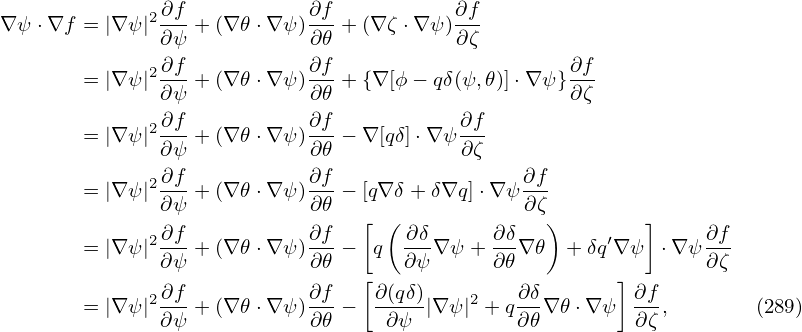 ∇ψ · ∇f = |∇ψ|² ∂f/∂ψ + (∇θ · ∇ψ) ∂f/∂θ + (∇ζ · ∇ψ) ∂f/∂ζ
= |∇ψ|² ∂f/∂ψ + (∇θ · ∇ψ) ∂f/∂θ + {∇[ϕ − qδ(ψ, θ)] · ∇ψ} ∂f/∂ζ
= |∇ψ|² ∂f/∂ψ + (∇θ · ∇ψ) ∂f/∂θ − ∇[qδ] · ∇ψ ∂f/∂ζ
= |∇ψ|² ∂f/∂ψ + (∇θ · ∇ψ) ∂f/∂θ − [q∇δ + δ∇q] · ∇ψ ∂f/∂ζ
= |∇ψ|² ∂f/∂ψ + (∇θ · ∇ψ) ∂f/∂θ − [q (∂δ/∂ψ ∇ψ + ∂δ/∂θ ∇θ) + δq′∇ψ] · ∇ψ ∂f/∂ζ
= |∇ψ|² ∂f/∂ψ + (∇θ · ∇ψ) ∂f/∂θ − [∂(qδ)/∂ψ |∇ψ|² + q ∂δ/∂θ ∇θ · ∇ψ] ∂f/∂ζ, (289)